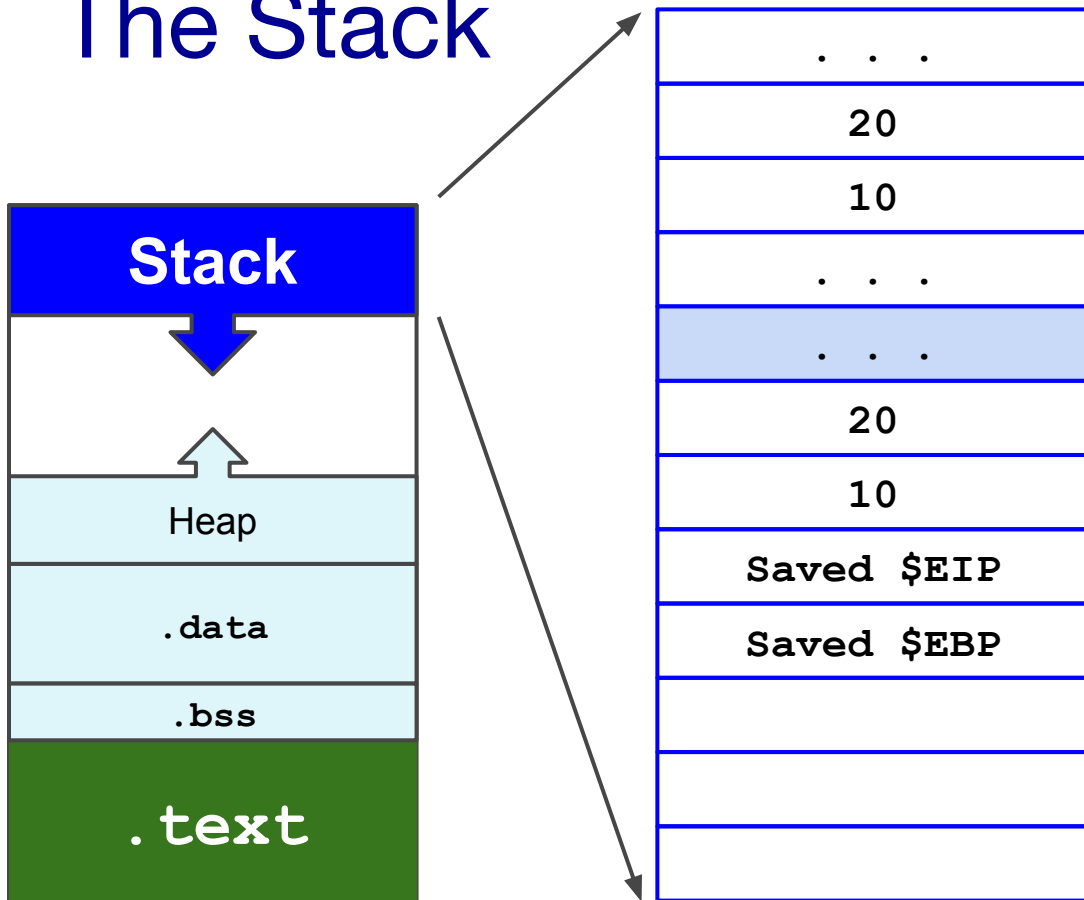 The Stack
Stack
Heap
.data
.bss
.text
. . .
20
10
. . .
. . .
20
10
Saved $EIP
Saved $EBP